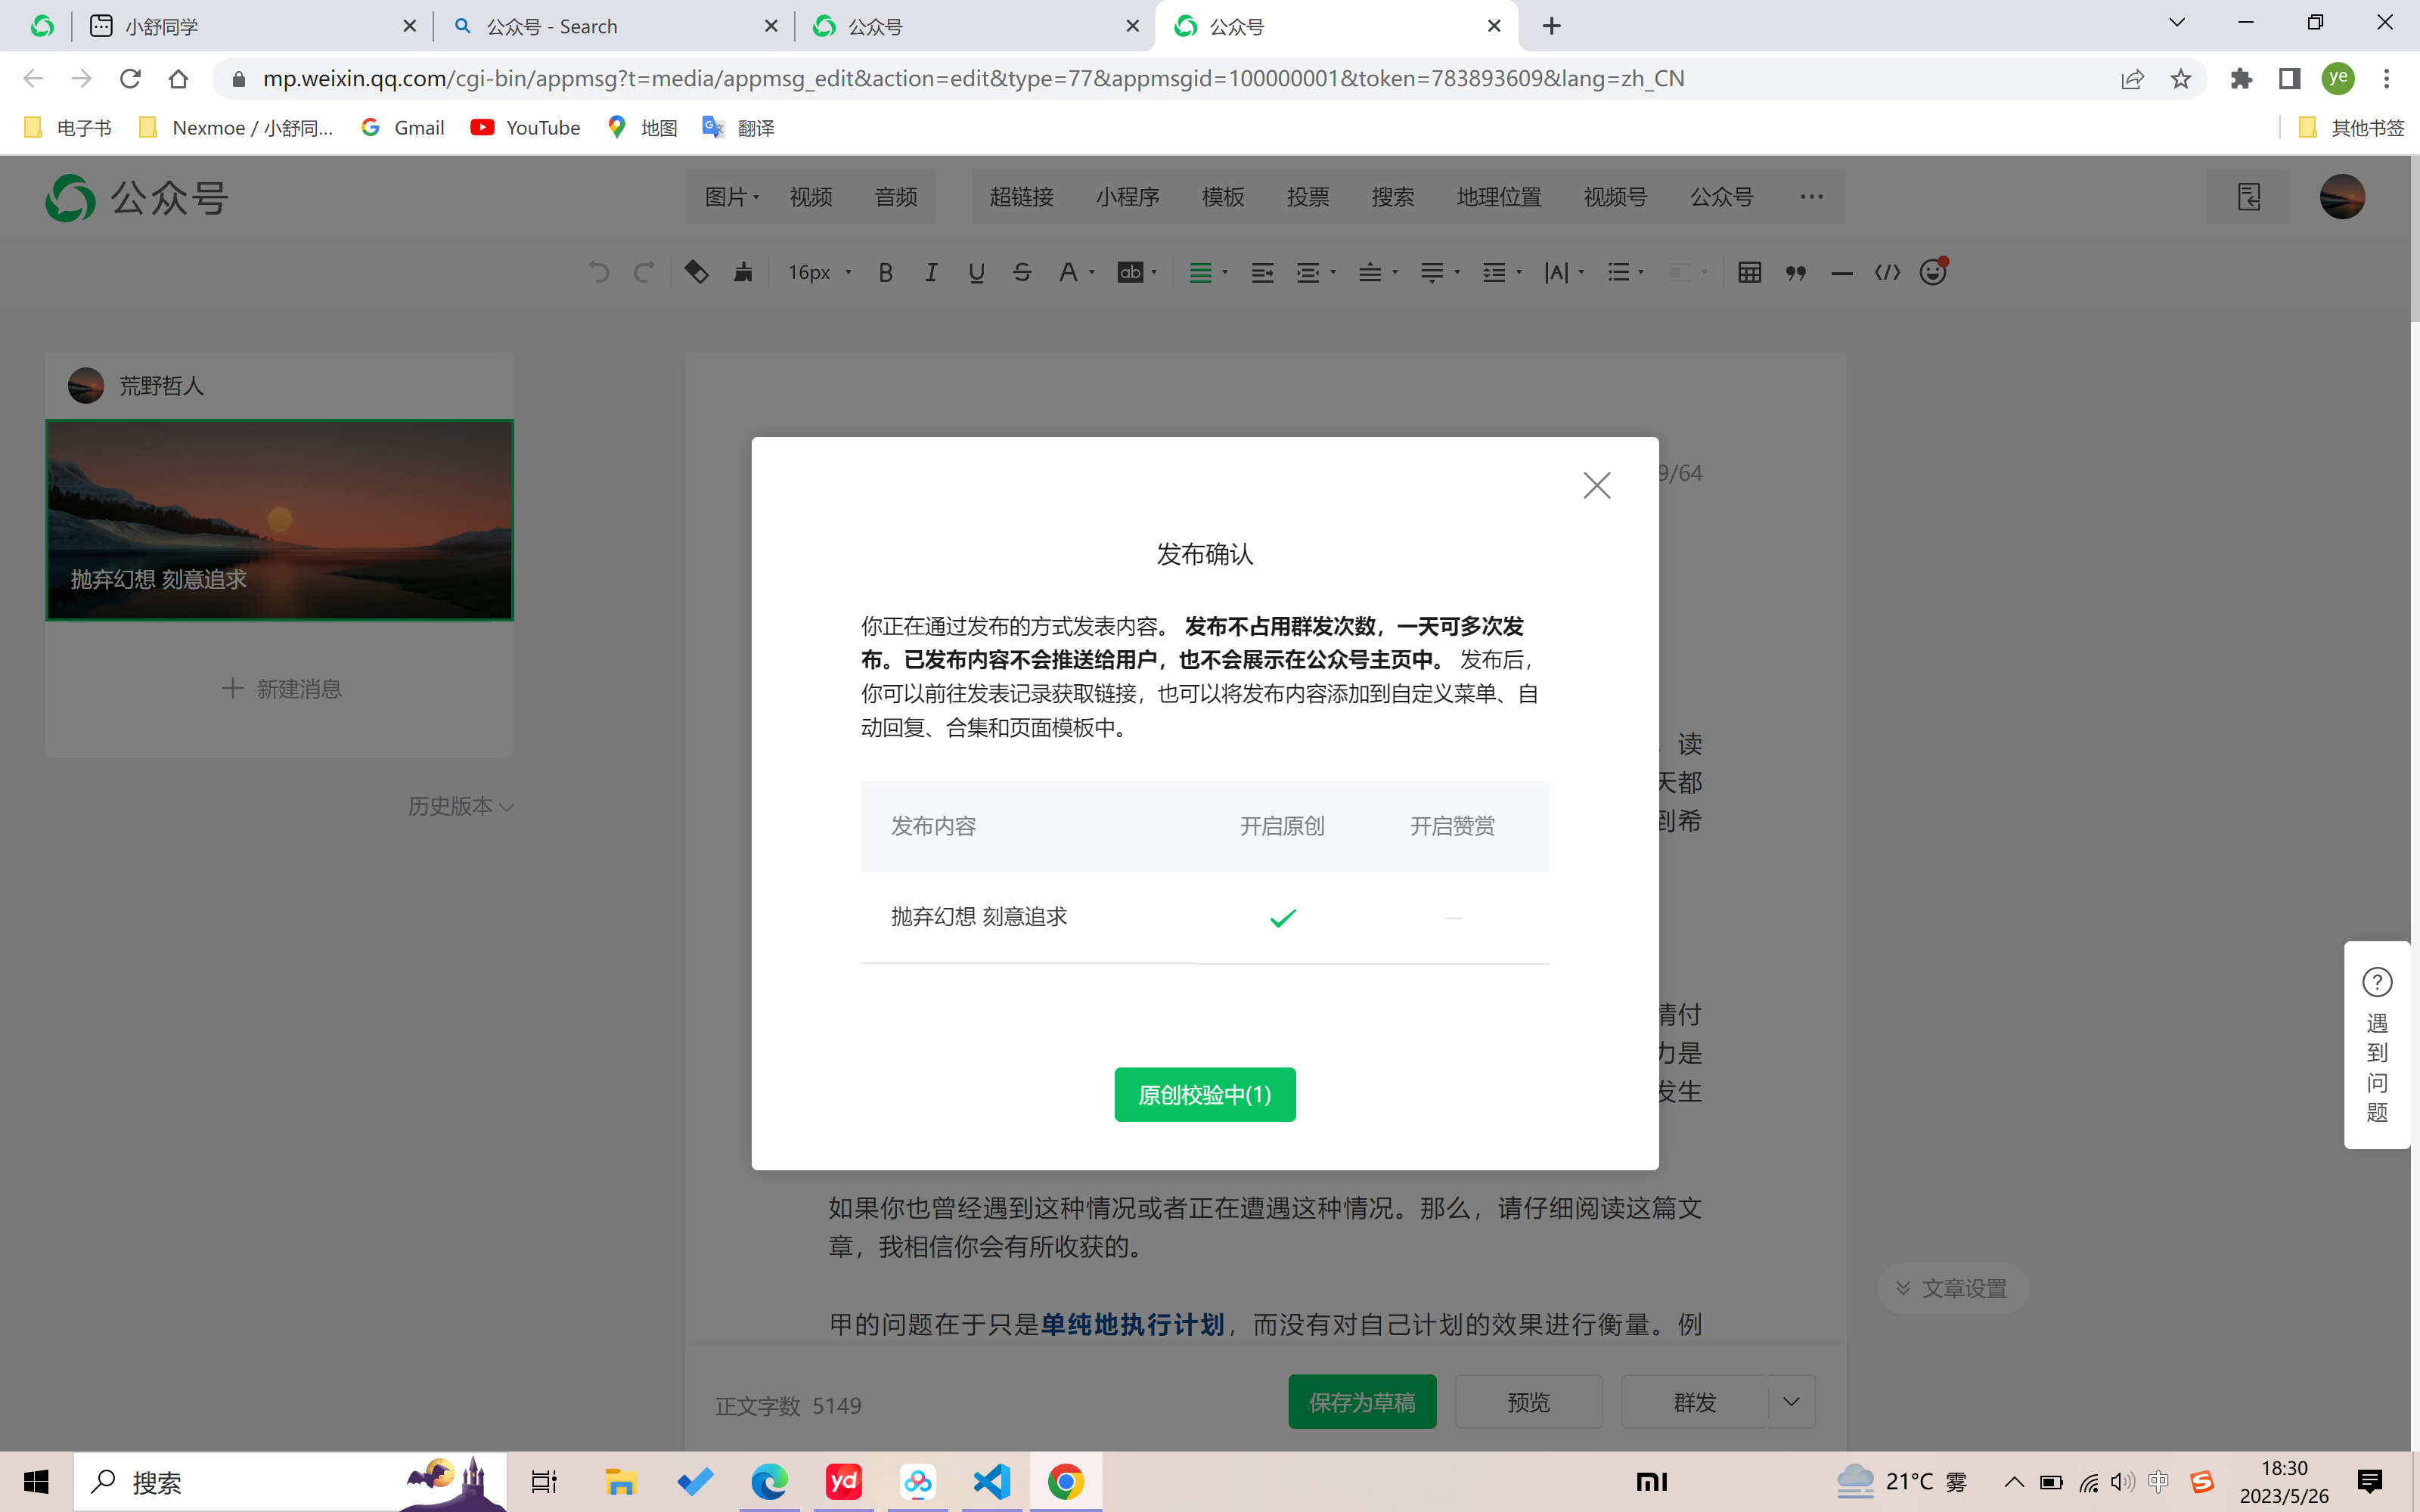 小舒同学
公众号 - Search
公众号
公众号
mp.weixin.qq.com/cgi-bin/appmsg?t=media/appmsg_edit&action=edit&type=77&appmsgid=100000001&token=783893609&lang=zh_CN
ye
电子书
Nexmoe / 小舒同...
Gmail
YouTube
地图
翻译
其他书签
公众号
图片
视频
音频
超链接
小程序
模板
投票
搜索
地理位置
视频号
公众号
16px
荒野哲人
抛弃幻想 刻意追求
新建消息
历史版本
9/64
读
天都
到希
情付
力是
发生
发布确认
你正在通过发布的方式发表内容。 发布不占用群发次数，一天可多次发
布。已发布内容不会推送给用户，也不会展示在公众号主页中。 发布后，
你可以前往发表记录获取链接，也可以将发布内容添加到自定义菜单、自
动回复、合集和页面模板中。
发布内容 开启原创 开启赞赏
抛弃幻想 刻意追求
原创校验中(1)
如果你也曾经遇到这种情况或者正在遭遇这种情况。那么，请仔细阅读这篇文
章，我相信你会有所收获的。
甲的问题在于只是单纯地执行计划，而没有对自己计划的效果进行衡量。例
遇
到
问
题
文章设置
正文字数 5149
保存为草稿
预览
群发
搜索
yd
21°C 雾
中
18:30
2023/5/26